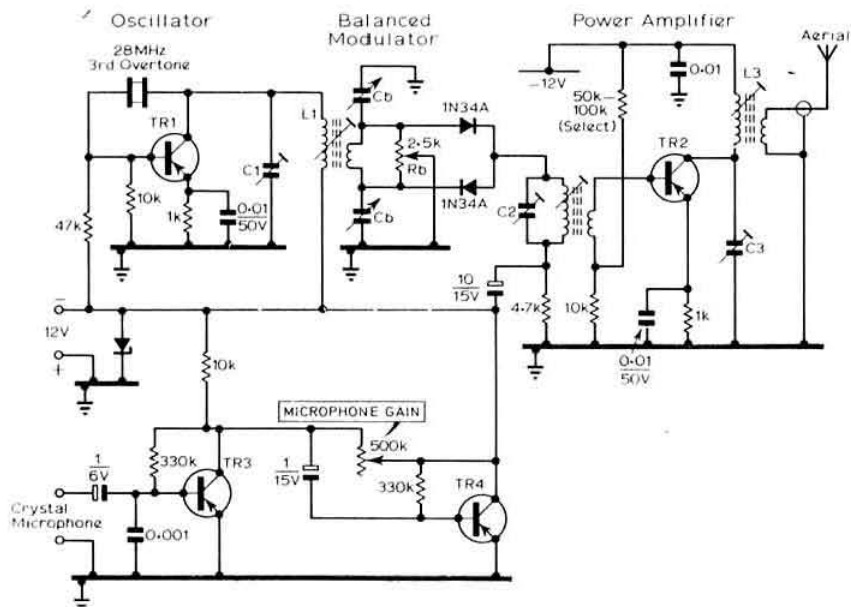 Oscillator
Balanced
Modulator
Power Amplifier
Aerial
28MHz
3rd Overtone
TR1
C1
10k
1k
0·01
50V
47k
L1
Cb
2·5k
Rb
Cb
1N34A
1N34A
-12V
50k-
100k
(Select)
0·01
L3
TR2
C2
C3
10
15V
4·7k
10k
1k
0·01
50V
–
12V
+
10k
MICROPHONE GAIN
500k
330k
TR3
1
6V
Crystal
Microphone
0·001
1
15V
330k
TR4